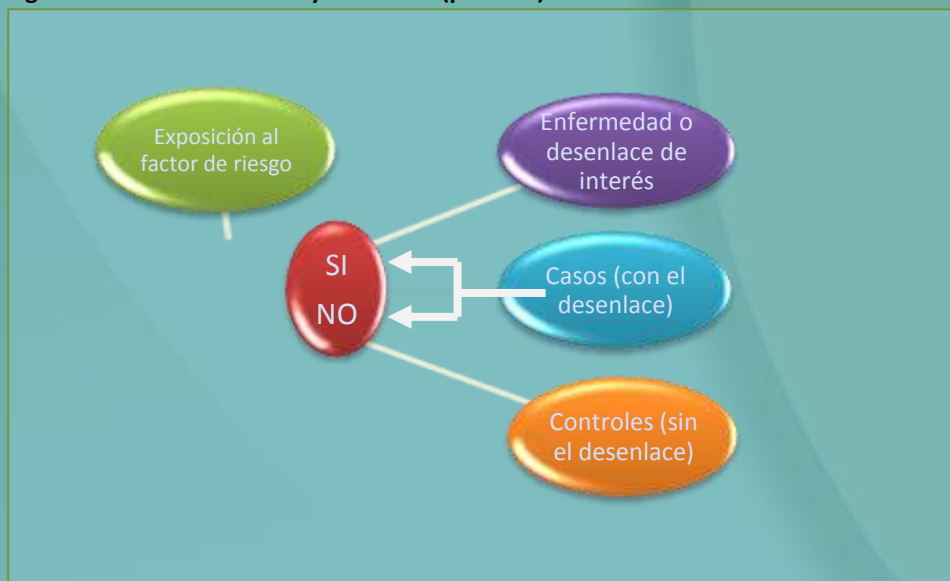 Exposición al
factor de riesgo
Enfermedad o
desenlace de
interés
SI
NO
Casos (con el
desenlace)
Controles (sin
el desenlace)